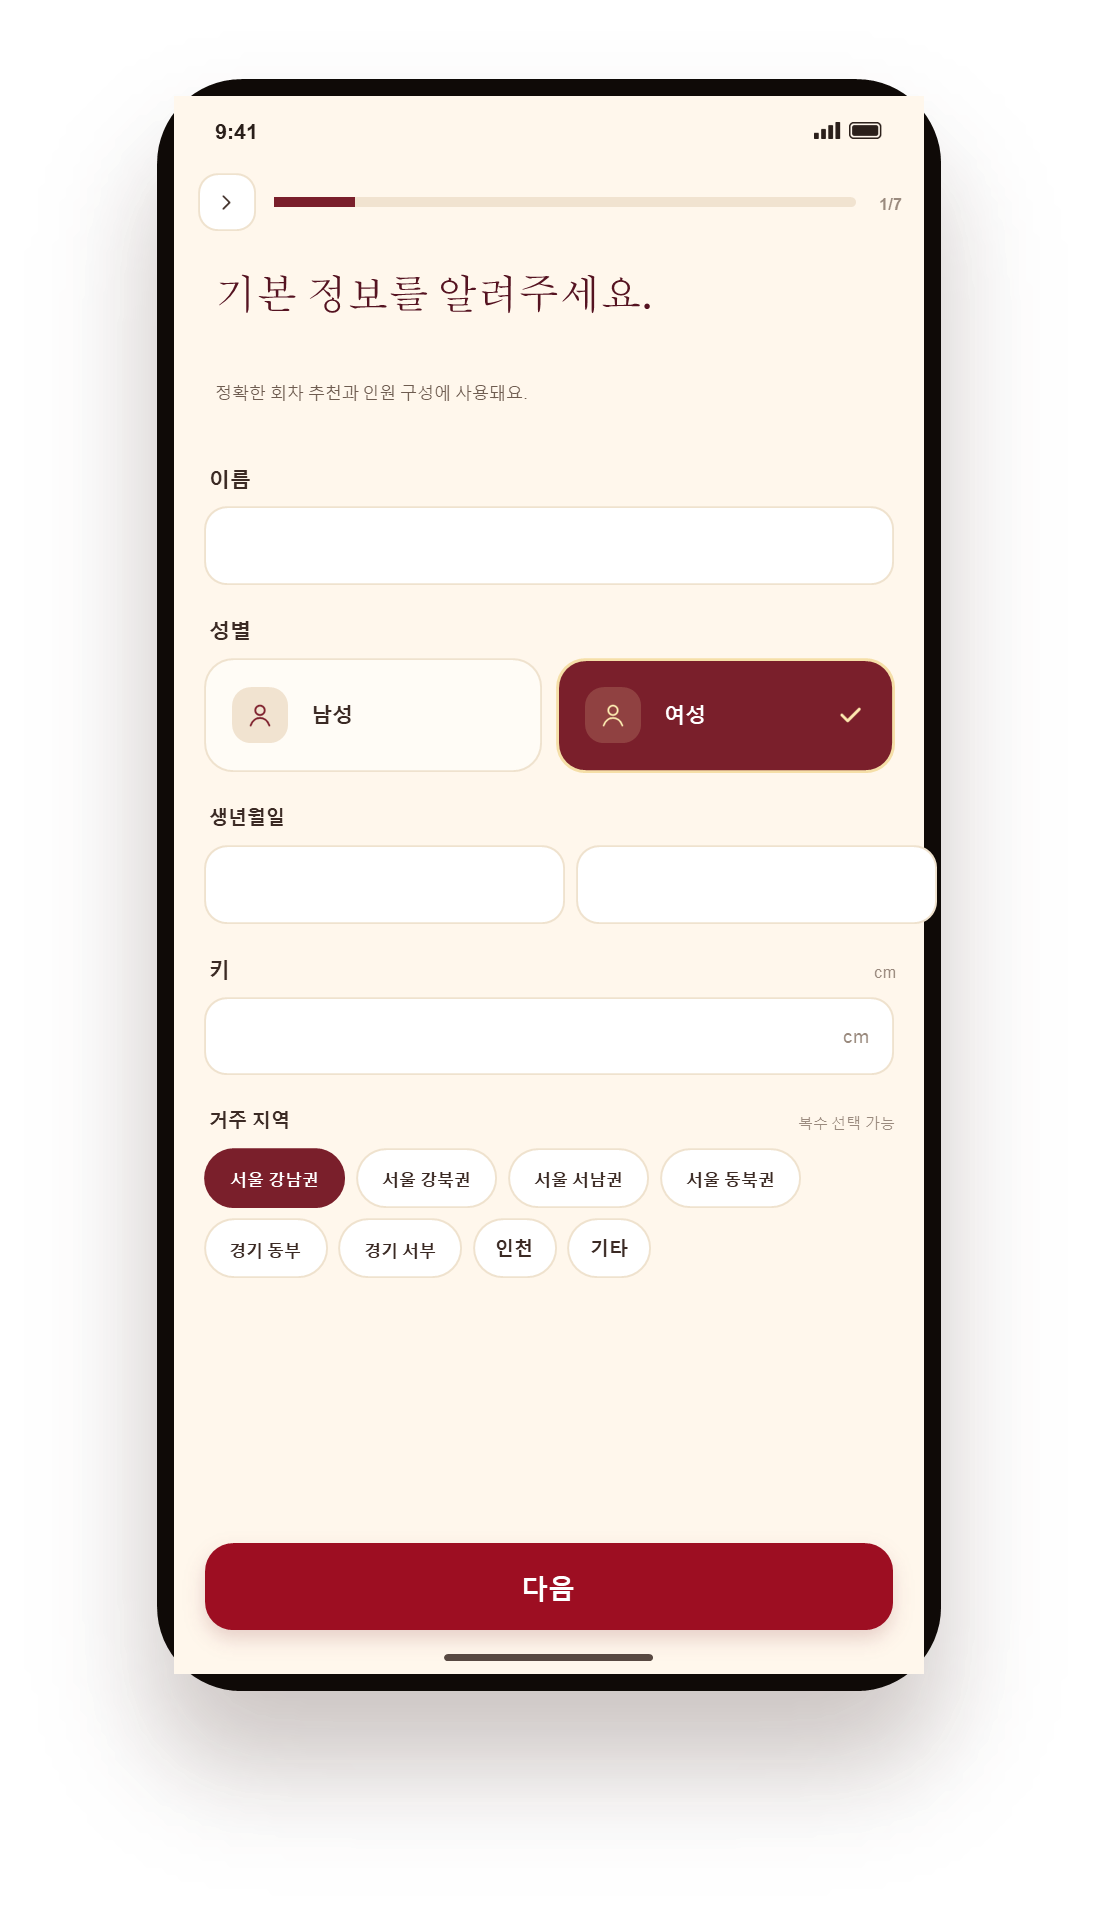 9:41
1/7
기본 정보를 알려주세요.
정확한 회차 추천과 인원 구성에 사용돼요.
이름
성별
남성
여성
생년월일
키
cm
cm
거주 지역
복수 선택 가능
서울 강남권
서울 강북권
서울 서남권
서울 동북권
경기 동부
경기 서부
인천
기타
다음